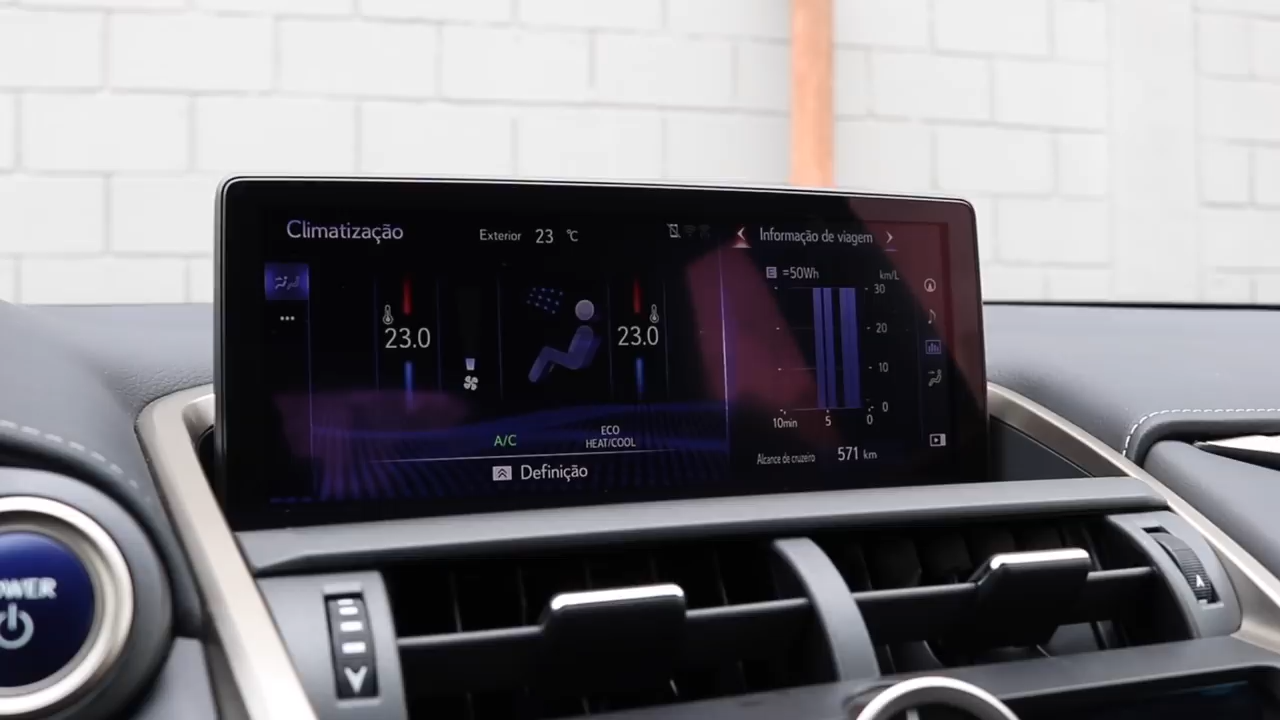 Climatização
Exterior 23 °C
23.0
23.0
A/C
ECO
HEAT/COOL
Definição
Informação de viagem
E =50Wh
km/L
30
20
10
0
10min 5 0
Alcance de cruzeiro 571 km
OWER